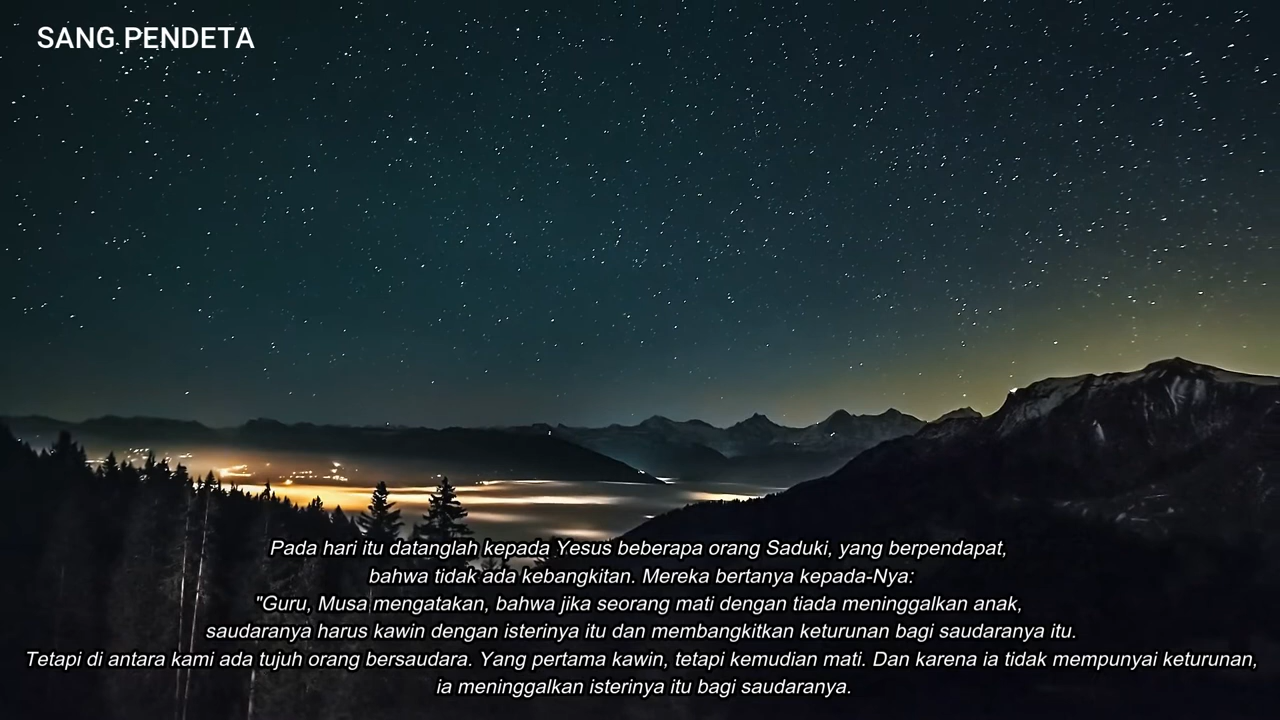 SANG PENDETA
Pada hari itu datanglah kepada Yesus beberapa orang Saduki, yang berpendapat,
bahwa tidak ada kebangkitan. Mereka bertanya kepada-Nya:
"Guru, Musa mengatakan, bahwa jika seorang mati dengan tiada meninggalkan anak,
saudaranya harus kawin dengan isterinya itu dan membangkitkan keturunan bagi saudaranya itu.
Tetapi di antara kami ada tujuh orang bersaudara. Yang pertama kawin, tetapi kemudian mati. Dan karena ia tidak mempunyai keturunan,
ia meninggalkan isterinya itu bagi saudaranya.